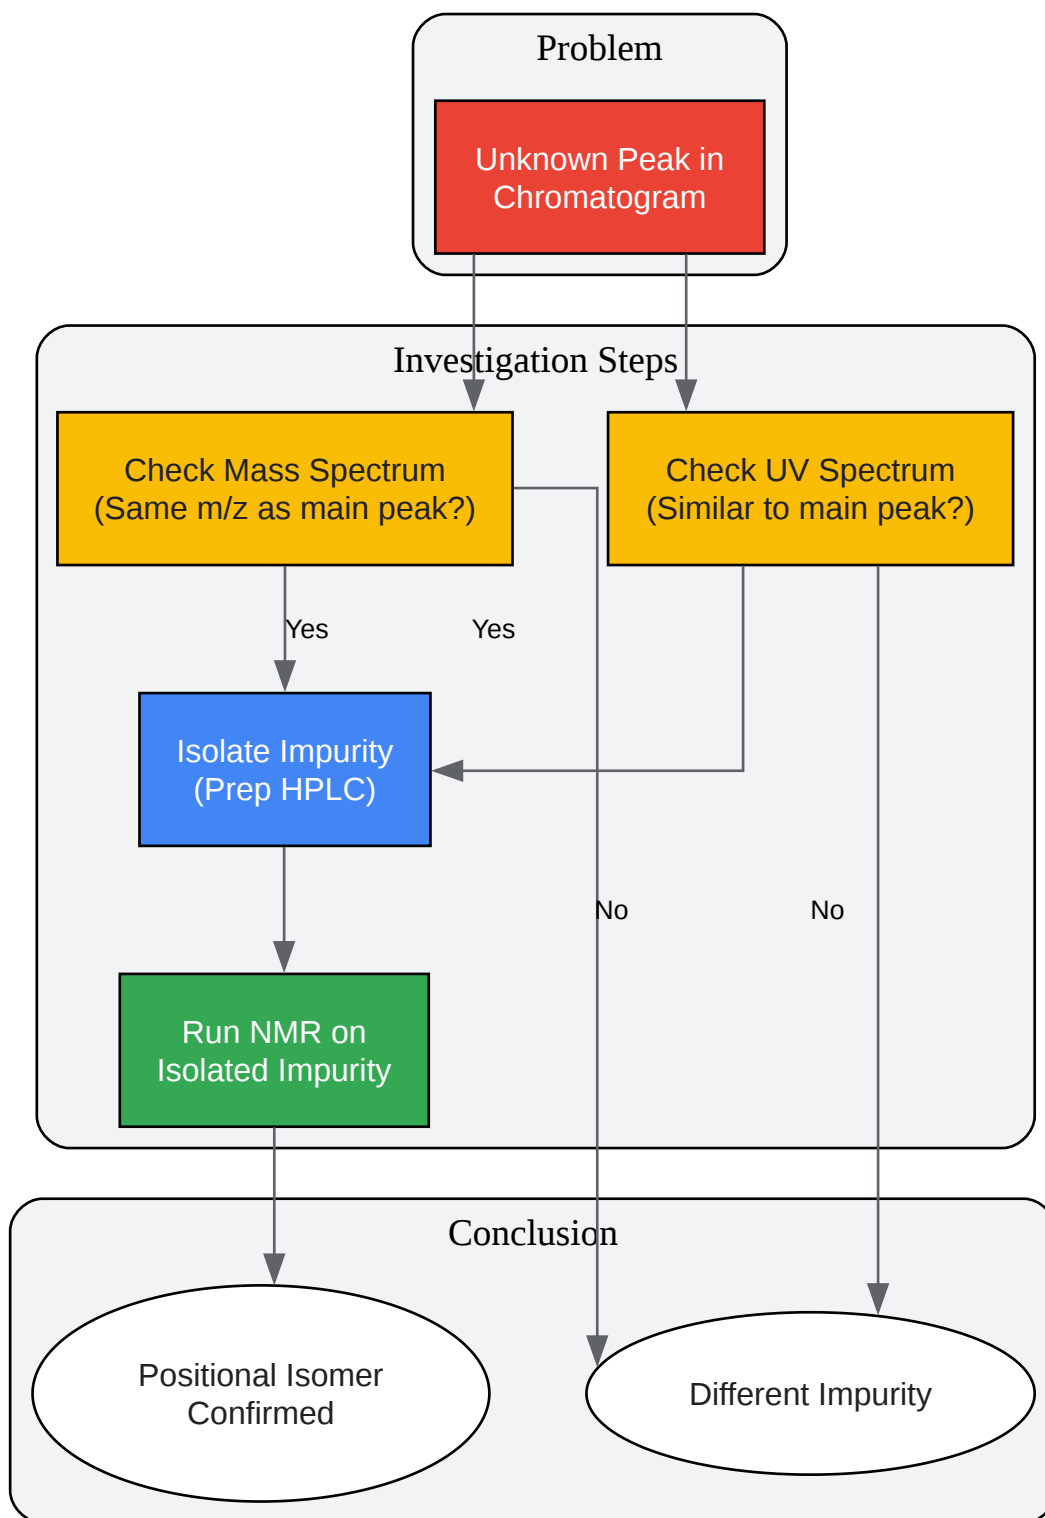 Problem
Unknown Peak in
Chromatogram
Investigation Steps
Check Mass Spectrum
(Same m/z as main peak?)
Check UV Spectrum
(Similar to main peak?)
Yes
Yes
Isolate Impurity
(Prep HPLC)
No
No
Run NMR on
Isolated Impurity
Conclusion
Positional Isomer
Confirmed
Different Impurity